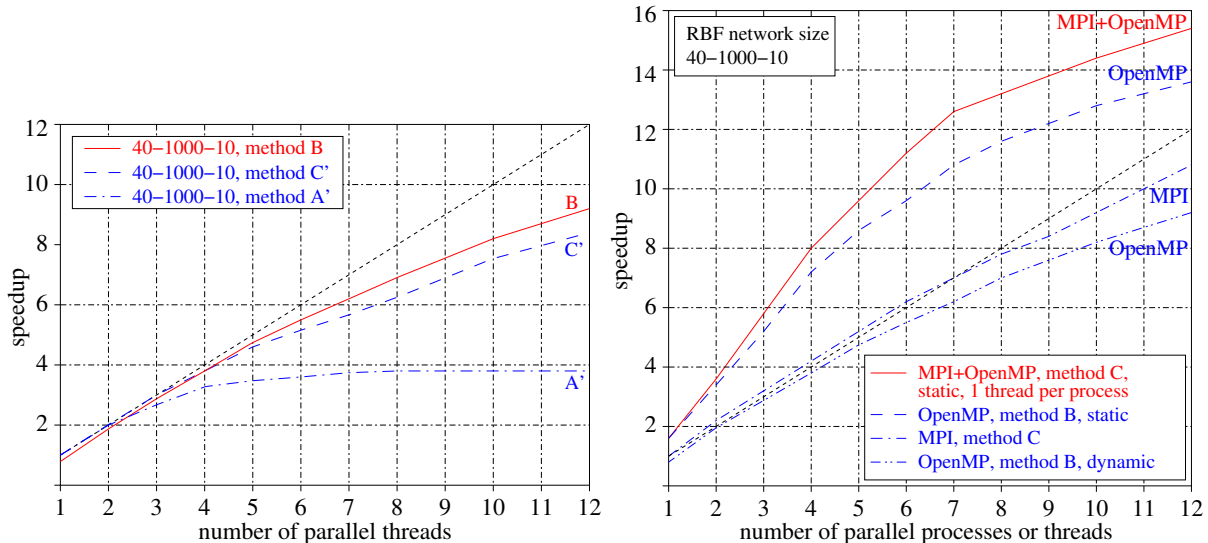 12
10
8
6
4
2
speedup
40−1000−10, method B
40−1000−10, method C’
40−1000−10, method A’
B
C’
A’
1 2 3 4 5 6 7 8 9 10 11 12
number of parallel threads
16
14
12
10
8
6
4
2
speedup
RBF network size
40−1000−10
MPI+OpenMP
OpenMP
MPI
OpenMP
MPI+OpenMP, method C,
static, 1 thread per process
OpenMP, method B, static
MPI, method C
OpenMP, method B, dynamic
1 2 3 4 5 6 7 8 9 10 11 12
number of parallel processes or threads